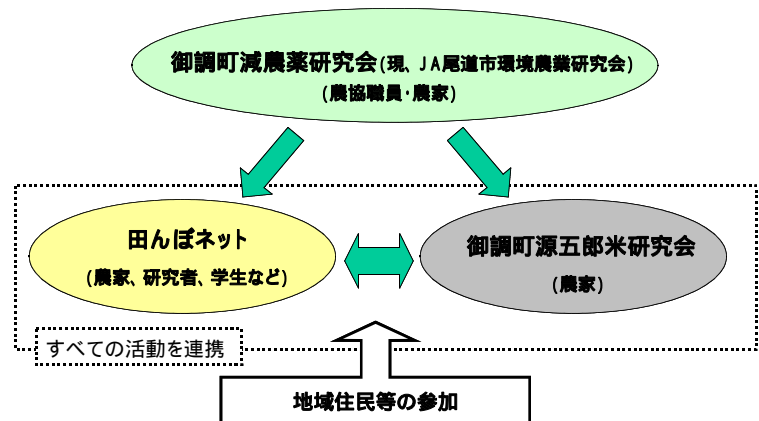 御調町減農薬研究会(現、JA尾道市環境農業研究会)
(農協職員・農家)
田んぼネット
(農家、研究者、学生など)
御調町源五郎米研究会
(農家)
すべての活動を連携
地域住民等の参加